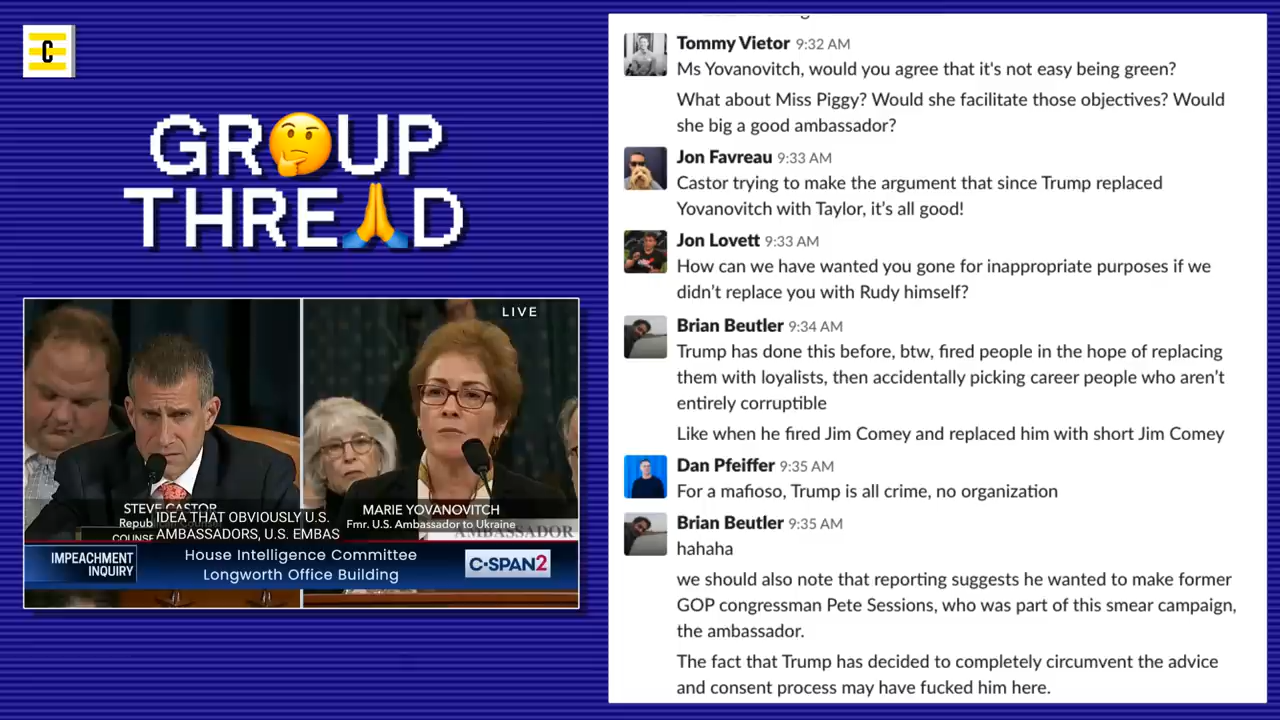 C
GR🤔UP
THRE🙏D
LIVE
STEVE CASTOR
Repub
COUNSE
IDEA THAT OBVIOUSLY U.S.
AMBASSADORS, U.S. EMBAS
MARIE YOVANOVITCH
Fmr. U.S. Ambassador to Ukraine
AMBASSADOR
IMPEACHMENT
INQUIRY
House Intelligence Committee
Longworth Office Building
C-SPAN2
Tommy Vietor 9:32 AM
Ms Yovanovitch, would you agree that it's not easy being green?
What about Miss Piggy? Would she facilitate those objectives? Would
she big a good ambassador?
Jon Favreau 9:33 AM
Castor trying to make the argument that since Trump replaced
Yovanovitch with Taylor, it's all good!
Jon Lovett 9:33 AM
How can we have wanted you gone for inappropriate purposes if we
didn't replace you with Rudy himself?
Brian Beutler 9:34 AM
Trump has done this before, btw, fired people in the hope of replacing
them with loyalists, then accidentally picking career people who aren't
entirely corruptible
Like when he fired Jim Comey and replaced him with short Jim Comey
Dan Pfeiffer 9:35 AM
For a mafioso, Trump is all crime, no organization
Brian Beutler 9:35 AM
hahaha
we should also note that reporting suggests he wanted to make former
GOP congressman Pete Sessions, who was part of this smear campaign,
the ambassador.
The fact that Trump has decided to completely circumvent the advice
and consent process may have fucked him here.